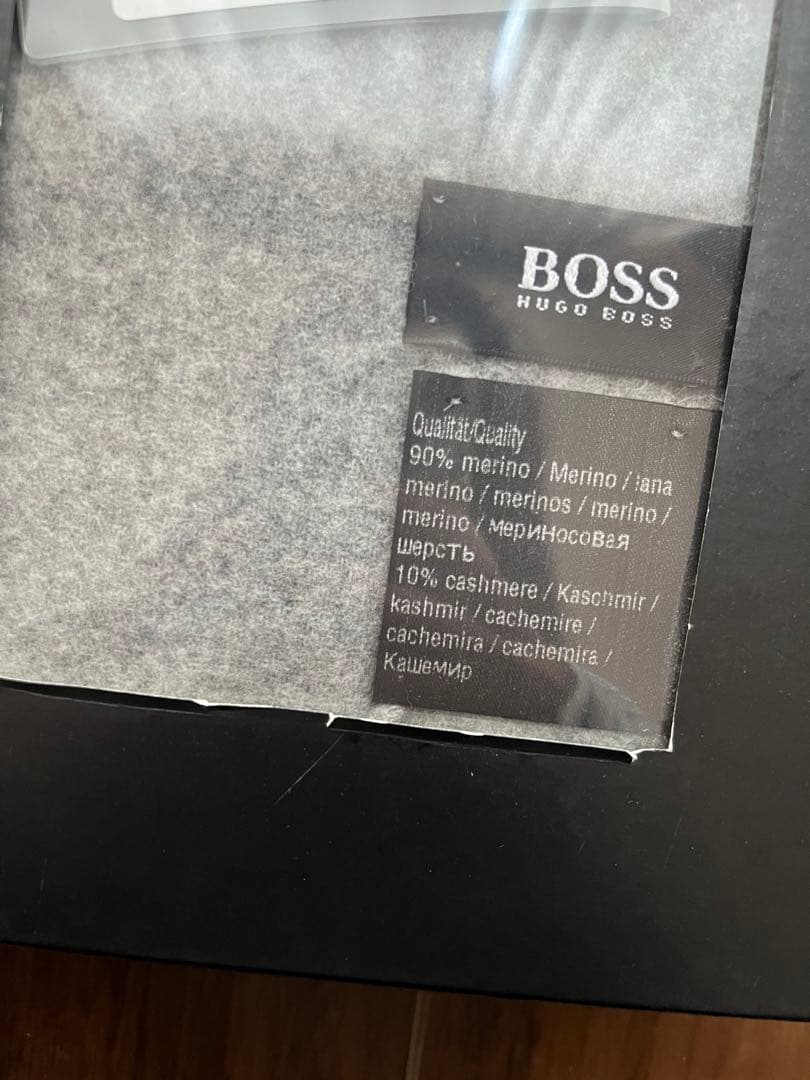 BOSS
HUGO BOSS
Qualität/Quality
90% merino / Merino / lana
merino / merinos / merino /
merino / мериносовая
шерсть
10% cashmere / Kaschmir /
kashmir / cachemire /
cachemira / cachemira /
Кашемир